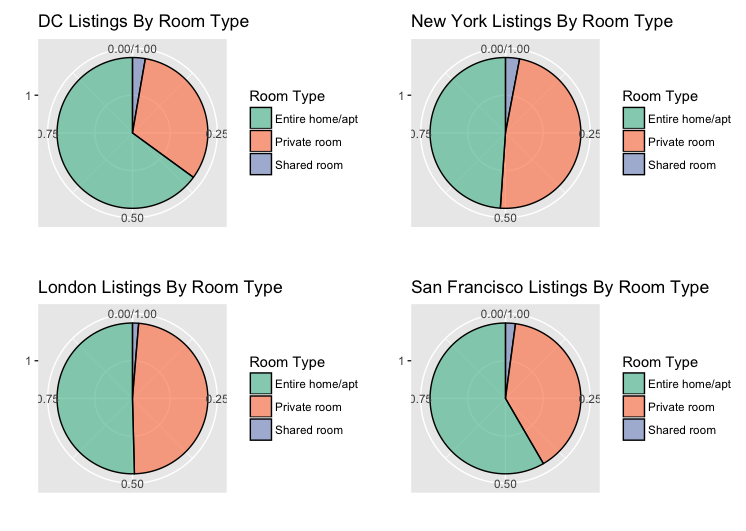 DC Listings By Room Type
0.00/1.00
1
0.75
0.25
0.50
Room Type
Entire home/apt
Private room
Shared room
New York Listings By Room Type
0.00/1.00
1
0.75
0.25
0.50
Room Type
Entire home/apt
Private room
Shared room
London Listings By Room Type
0.00/1.00
1
0.75
0.25
0.50
Room Type
Entire home/apt
Private room
Shared room
San Francisco Listings By Room Type
0.00/1.00
1
0.75
0.25
0.50
Room Type
Entire home/apt
Private room
Shared room